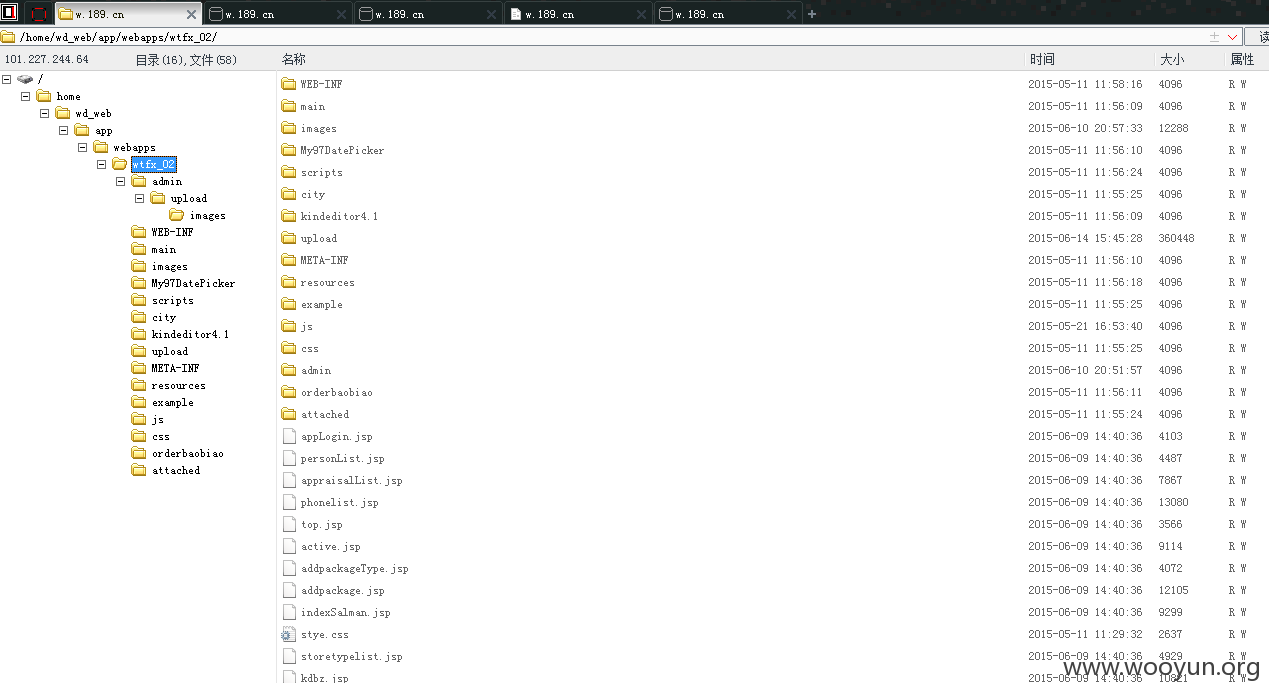 w.189.cn w.189.cn w.189.cn w.189.cn w.189.cn
/home/wd_web/app/webapps/wtfx_02/ 读
101.227.244.64 目录(16),文件(58) 名称 时间 大小 属性
/
home
wd_web
app
webapps
wtfx_02
admin
upload
images
WEB-INF
main
images
My97DatePicker
scripts
city
kindeditor4.1
upload
META-INF
resources
example
js
css
orderbaobiao
attached
WEB-INF 2015-05-11 11:58:16 4096 R W
main 2015-05-11 11:56:09 4096 R W
images 2015-06-10 20:57:33 12288 R W
My97DatePicker 2015-05-11 11:56:10 4096 R W
scripts 2015-05-11 11:56:24 4096 R W
city 2015-05-11 11:55:25 4096 R W
kindeditor4.1 2015-05-11 11:56:09 4096 R W
upload 2015-06-14 15:45:28 360448 R W
META-INF 2015-05-11 11:56:10 4096 R W
resources 2015-05-11 11:56:18 4096 R W
example 2015-05-11 11:55:25 4096 R W
js 2015-05-21 16:53:40 4096 R W
css 2015-05-11 11:55:25 4096 R W
admin 2015-06-10 20:51:57 4096 R W
orderbaobiao 2015-05-11 11:56:11 4096 R W
attached 2015-05-11 11:55:24 4096 R W
appLogin.jsp 2015-06-09 14:40:36 4103 R W
personList.jsp 2015-06-09 14:40:36 4487 R W
appraisalList.jsp 2015-06-09 14:40:36 7867 R W
phonelist.jsp 2015-06-09 14:40:36 13080 R W
top.jsp 2015-06-09 14:40:36 3566 R W
active.jsp 2015-06-09 14:40:36 9114 R W
addpackageType.jsp 2015-06-09 14:40:36 4072 R W
addpackage.jsp 2015-06-09 14:40:36 12105 R W
indexSalman.jsp 2015-06-09 14:40:36 9299 R W
stye.css 2015-05-11 11:29:32 2637 R W
storetypelist.jsp 2015-06-09 14:40:36 4929 R W
kdbz.jsp 2015-06-09 14:40:36 10821 R W
www.wooyun.org